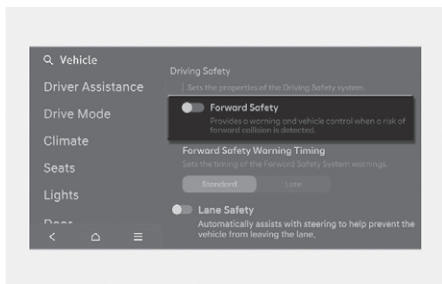 Vehicle
Driver Assistance
Drive Mode
Climate
Seats
Lights
Driving Safety
Sets the properties of the Driving Safety system.
Forward Safety
Provides a warning and vehicle control when a risk of
forward collision is detected.
Forward Safety Warning Timing
Sets the timing of the Forward Safety System warnings.
Standard
Late
Lane Safety
Automatically assists with steering to help prevent the
vehicle from leaving the lane.